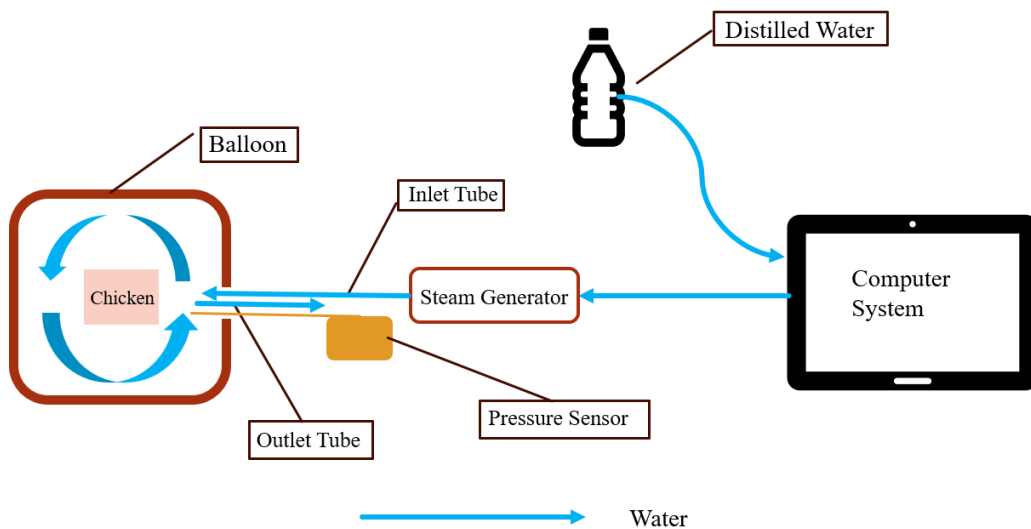 Distilled Water
Balloon
Inlet Tube
Chicken
Steam Generator
Computer
System
Pressure Sensor
Outlet Tube
Water